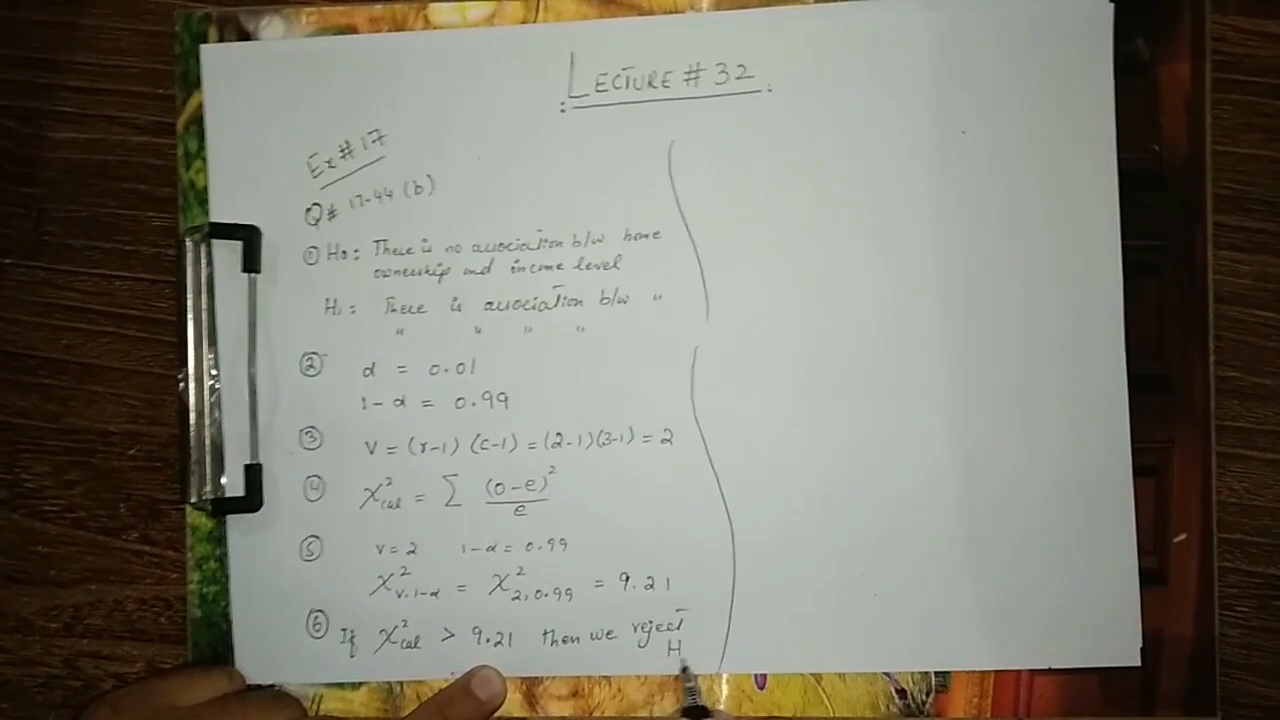 LECTURE # 32
Ex # 17
Q# 17-44 (b)
① H0: There is no association b/w home
ownership and income level
H1: There is association b/w "
" " " "
② α = 0.01
1-α = 0.99
③ v = (r-1) (c-1) = (2-1)(3-1) = 2
④ χ²cal = Σ (o-e)²/e
⑤ v=2 1-α = 0.99
χ²v,1-α = χ²2,0.99 = 9.21
⑥ If χ²cal > 9.21 then we reject
H